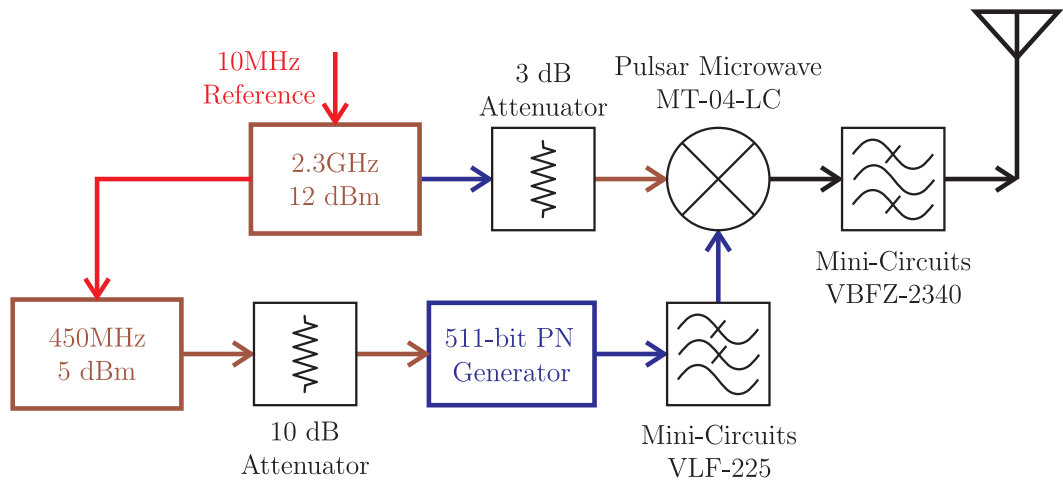 10MHz
Reference
3 dB
Attenuator
Pulsar Microwave
MT-04-LC
2.3GHz
12 dBm
Mini-Circuits
VBFZ-2340
450MHz
5 dBm
10 dB
Attenuator
511-bit PN
Generator
Mini-Circuits
VLF-225